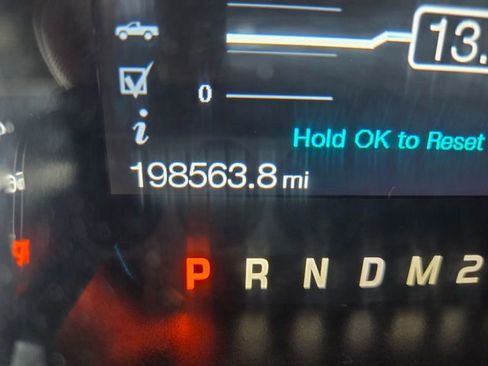 13.
0
i
Hold OK to Reset
198563.8 mi
P R N D M 2